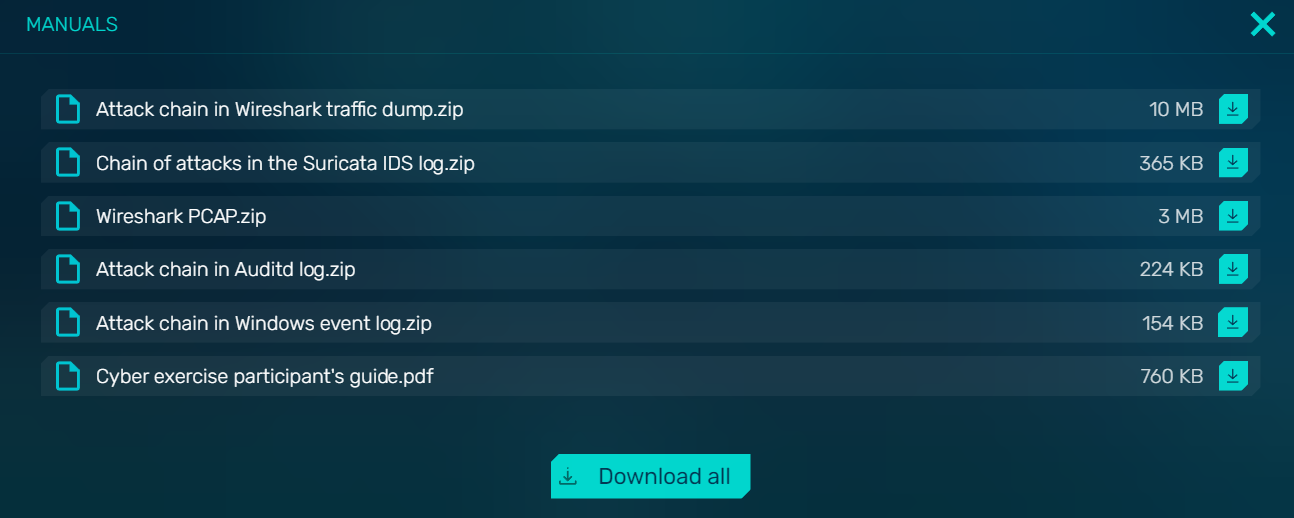 MANUALS
Attack chain in Wireshark traffic dump.zip 10 MB
Chain of attacks in the Suricata IDS log.zip 365 KB
Wireshark PCAP.zip 3 MB
Attack chain in Auditd log.zip 224 KB
Attack chain in Windows event log.zip 154 KB
Cyber exercise participant's guide.pdf 760 KB
Download all